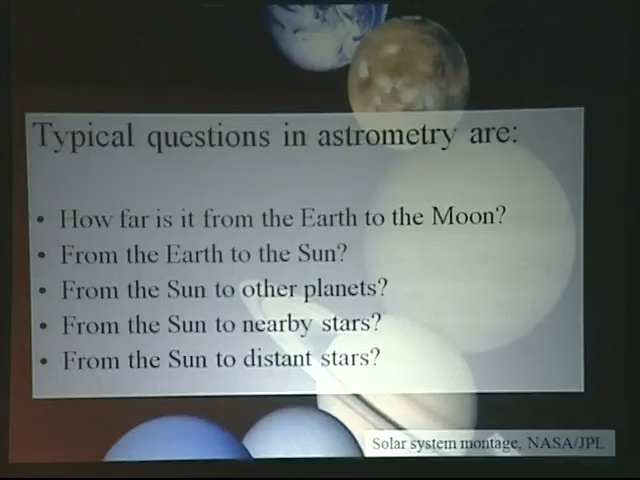 Typical questions in astrometry are:
• How far is it from the Earth to the Moon?
• From the Earth to the Sun?
• From the Sun to other planets?
• From the Sun to nearby stars?
• From the Sun to distant stars?
Solar system montage, NASA/JPL